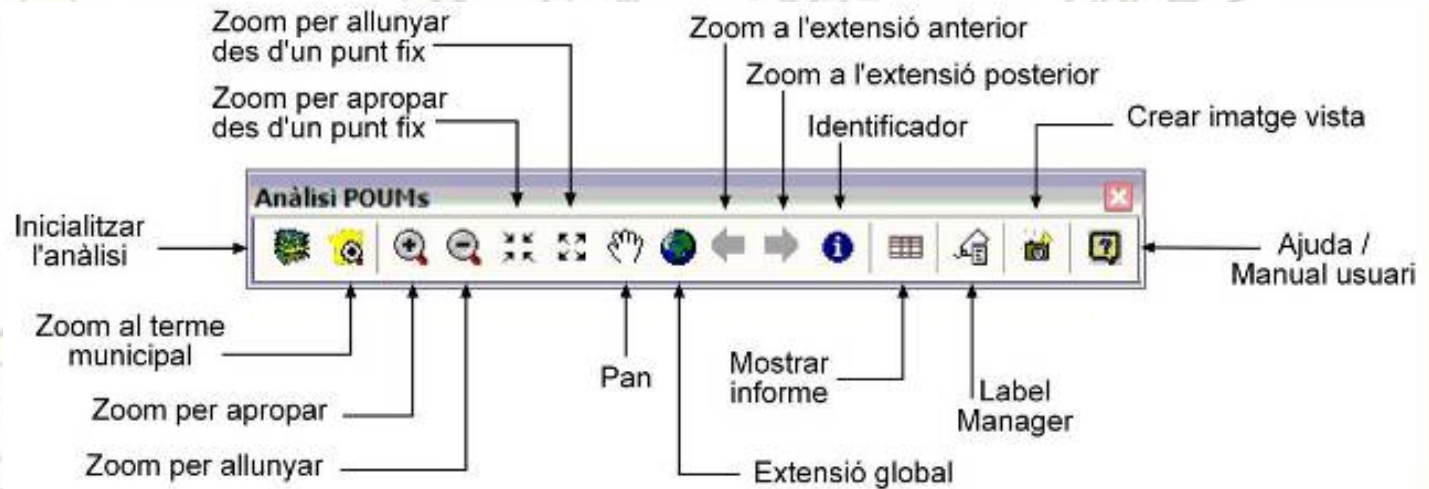 Zoom per allunyar
des d'un punt fix
Zoom a l'extensió anterior
Zoom a l'extensió posterior
Zoom per apropar
des d'un punt fix
Identificador
Crear imatge vista
Anàlisi POUMs
Inicialitzar
l'anàlisi
Ajuda /
Manual usuari
Zoom al terme
municipal
Pan
Mostrar
informe
Label
Manager
Zoom per apropar
Zoom per allunyar
Extensió global